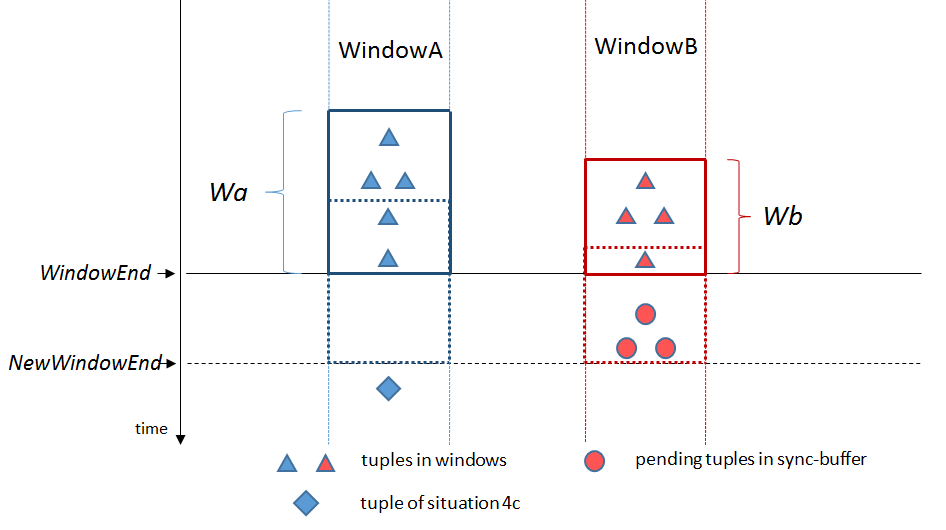 WindowA
WindowB
Wa
Wb
WindowEnd
NewWindowEnd
time
tuples in windows
pending tuples in sync-buffer
tuple of situation 4c